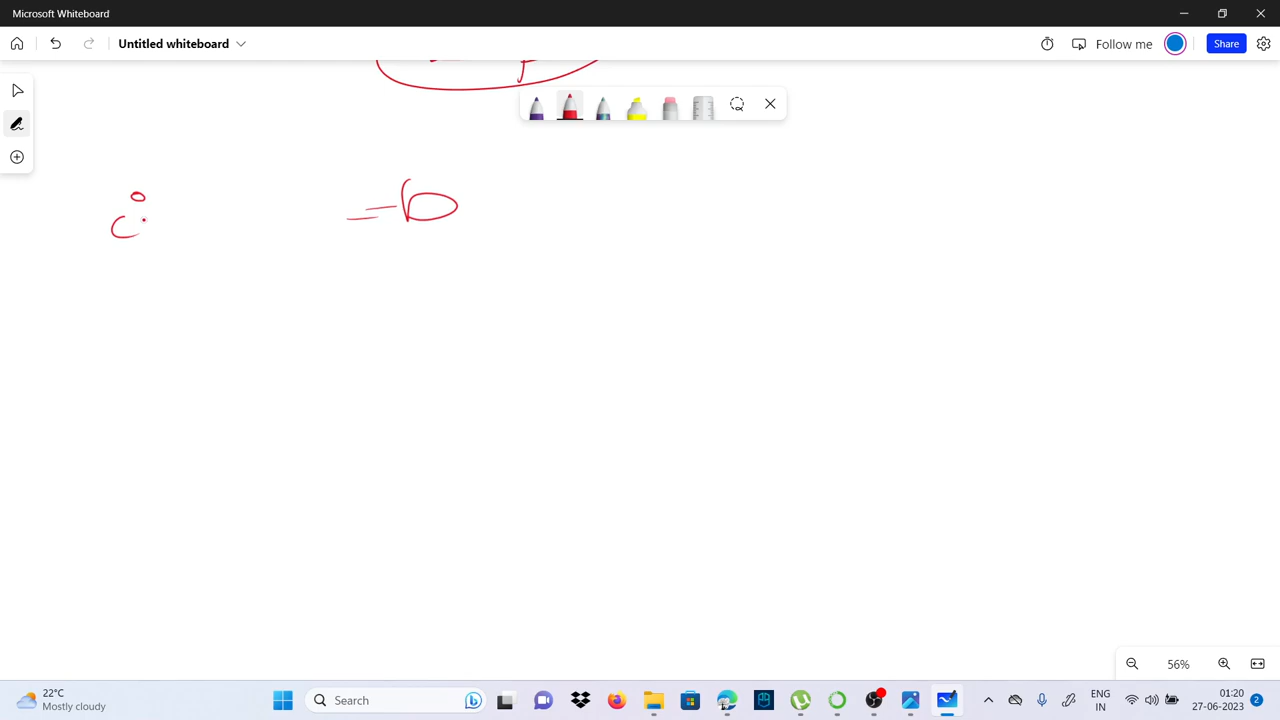 Microsoft Whiteboard
Untitled whiteboard
Follow me
Share
=
56%
22°C
Mostly cloudy
Search
ENG
IN
01:20
27-06-2023
2